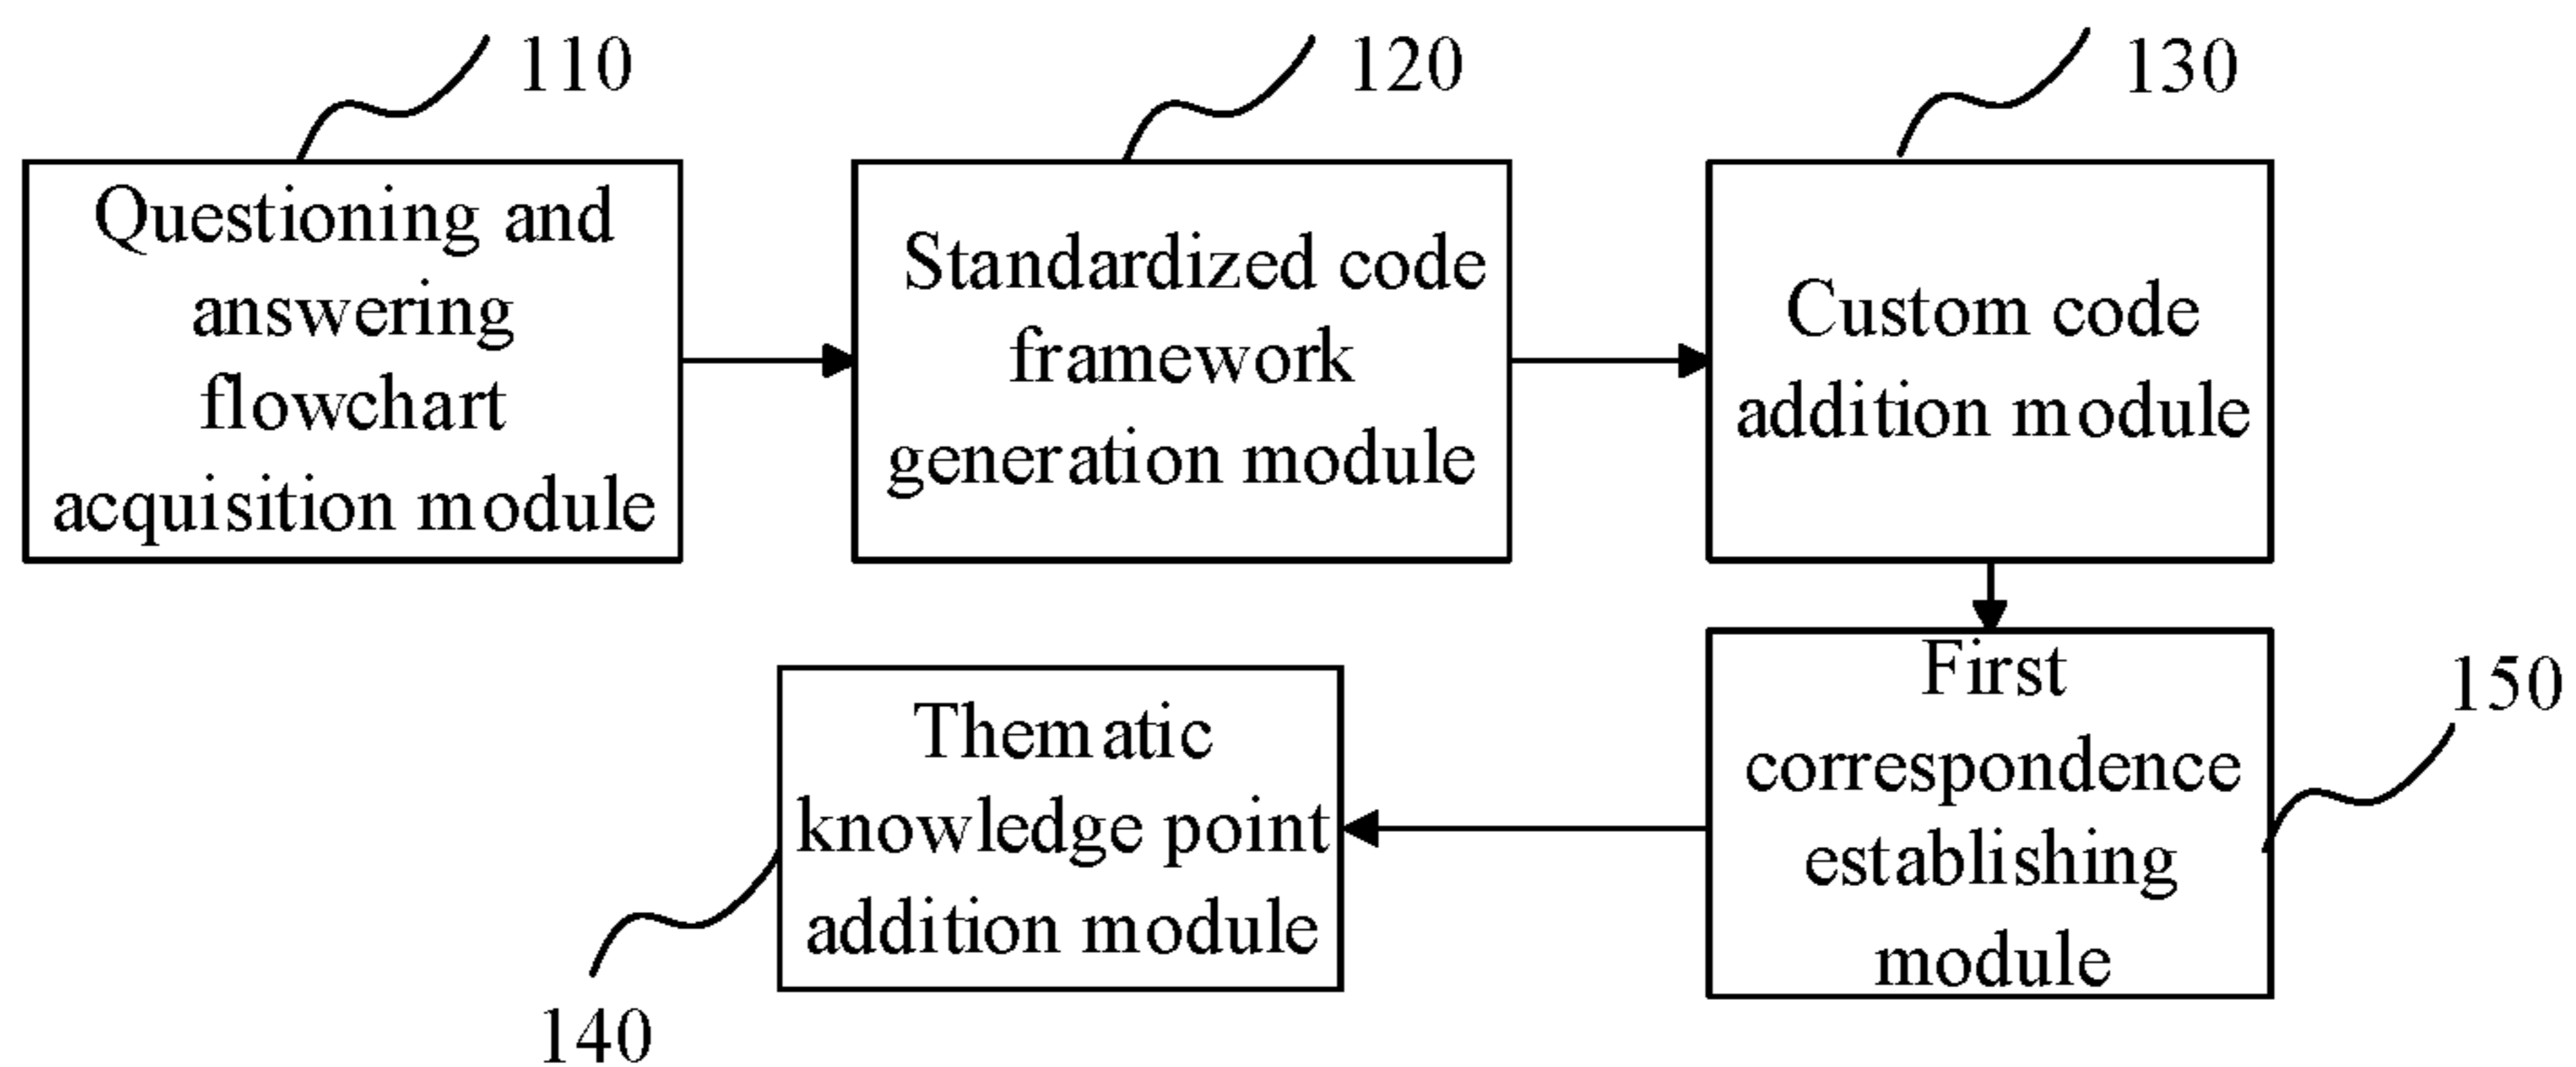 110
120
130
Questioning and
answering
flowchart
acquisition module
Standardized code
framework
generation module
Custom code
addition module
First
correspondence
establishing
module
150
Thematic
knowledge point
addition module
140